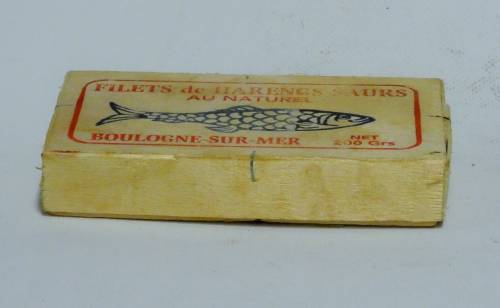 FILETS de HARENGS SAURS
AU NATUREL
BOULOGNE-SUR-MER
NET
200 Grs